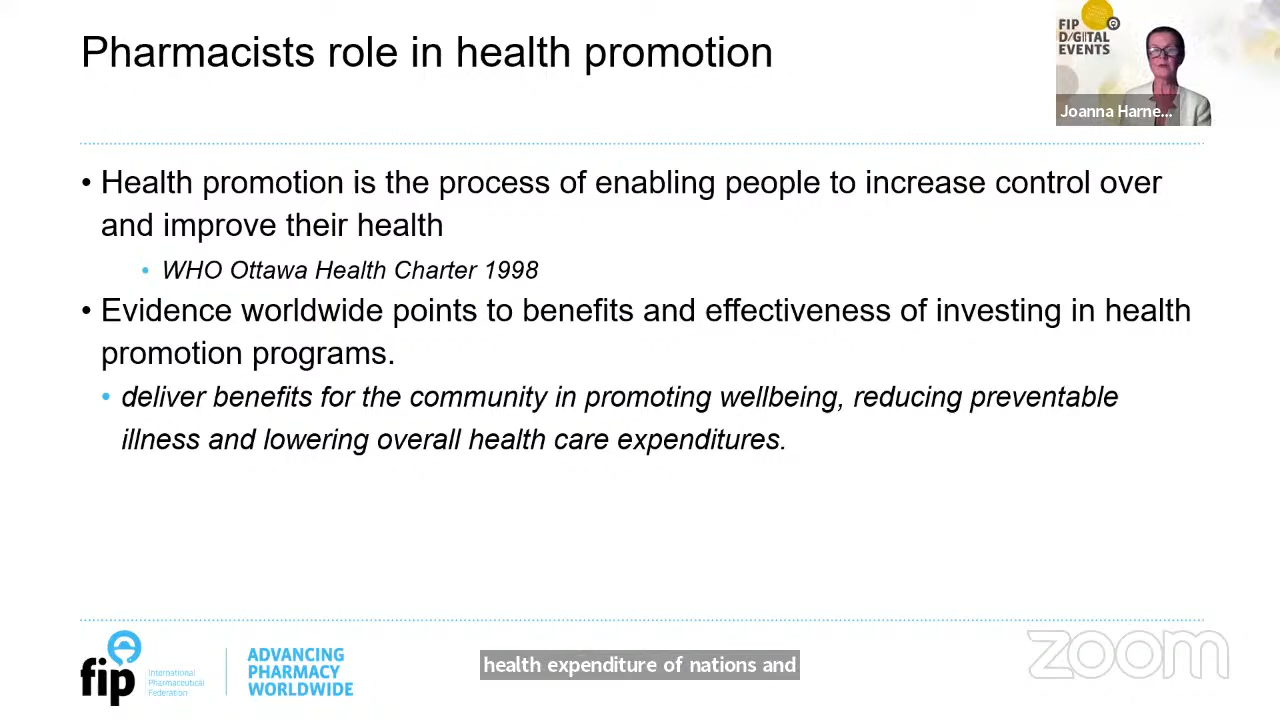 Pharmacists role in health promotion
FIP
DIGITAL
EVENTS
Joanna Harne...
• Health promotion is the process of enabling people to increase control over
and improve their health
• WHO Ottawa Health Charter 1998
• Evidence worldwide points to benefits and effectiveness of investing in health
promotion programs.
• deliver benefits for the community in promoting wellbeing, reducing preventable
illness and lowering overall health care expenditures.
fip
International
Pharmaceutical
Federation
ADVANCING
PHARMACY
WORLDWIDE
health expenditure of nations and
zoom